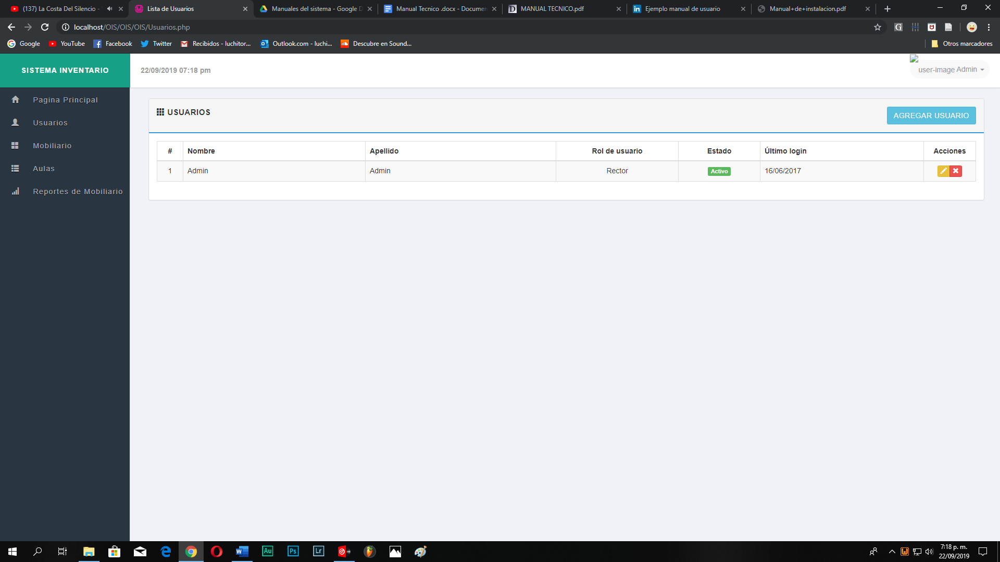 (137) La Costa Del Silencio -
Lista de Usuarios
Manuales del sistema - Google D
Manual Tecnico .docx - Documen
MANUAL TECNICO.pdf
Ejemplo manual de usuario
Manual+de+instalacion.pdf
localhost/OIS/OIS/OIS/Usuarios.php
Google
YouTube
Facebook
Twitter
Recibidos - luchitor...
Outlook.com - luchi...
Descubre en Sound...
Otros marcadores
SISTEMA INVENTARIO
22/09/2019 07:18 pm
user-image Admin
Pagina Principal
Usuarios
Mobiliario
Aulas
Reportes de Mobiliario
USUARIOS
AGREGAR USUARIO
# Nombre Apellido Rol de usuario Estado Último login Acciones
1 Admin Admin Rector Activo 16/06/2017
Au
Ps
Lr
7:18 p. m.
22/09/2019